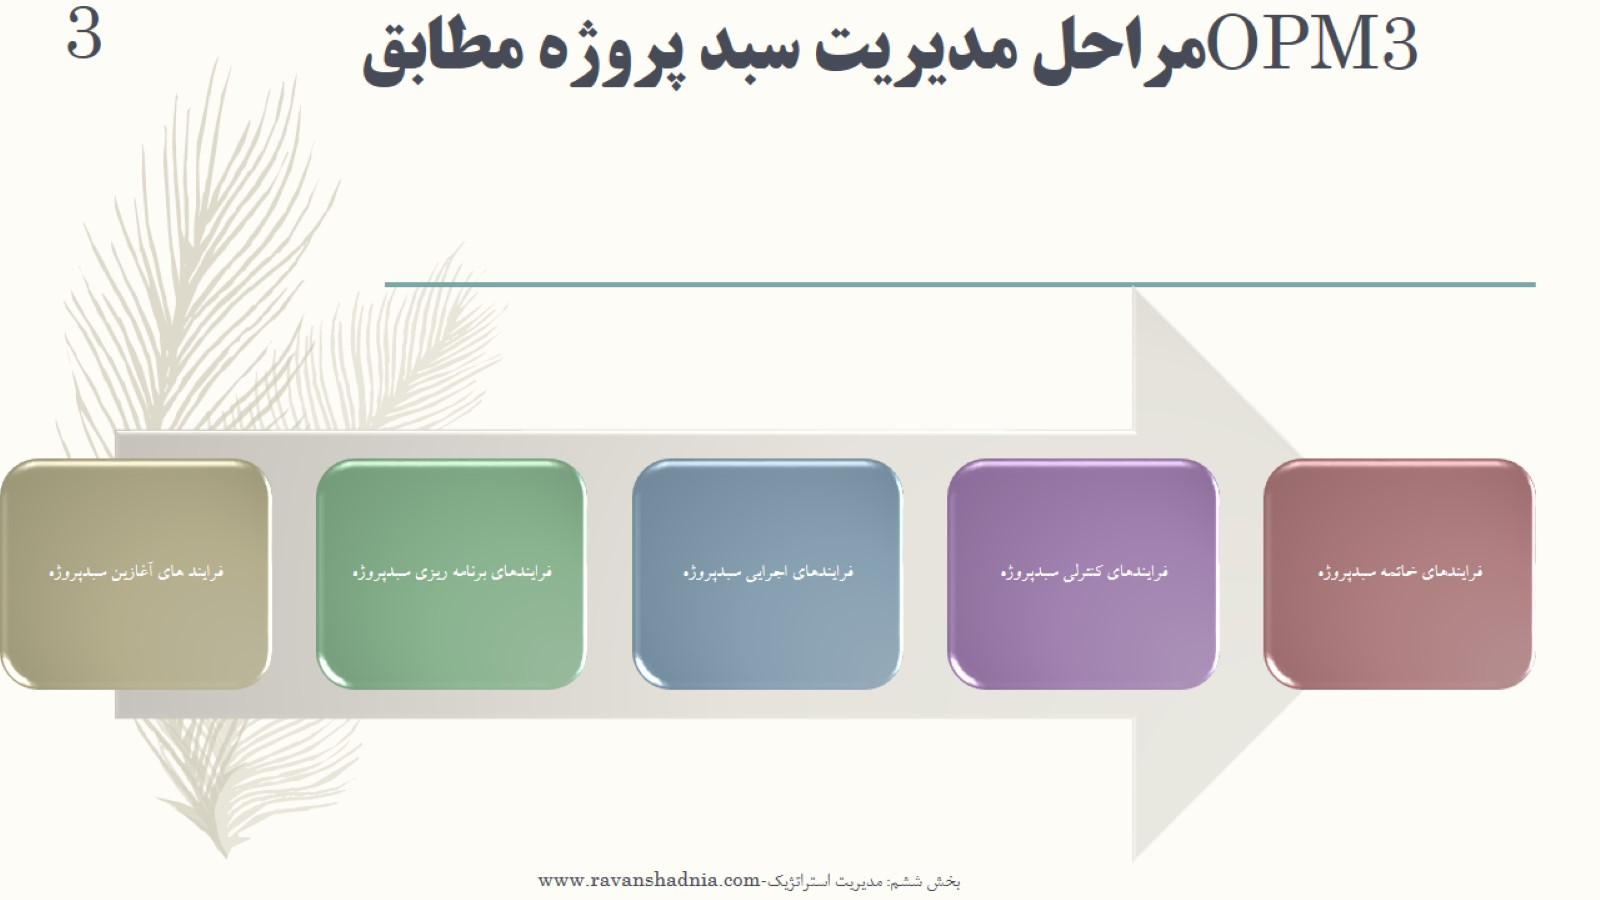 3
مراحل مدیریت سبد پروژه مطابق OPM3
فرایند های آغازین سبدپروژه
فرایندهای برنامه ریزی سبدپروژه
فرایندهای اجرایی سبدپروژه
فرایندهای کنترلی سبدپروژه
فرایندهای خاتمه سبدپروژه
بخش ششم: مدیریت استراتژیک-www.ravanshadnia.com